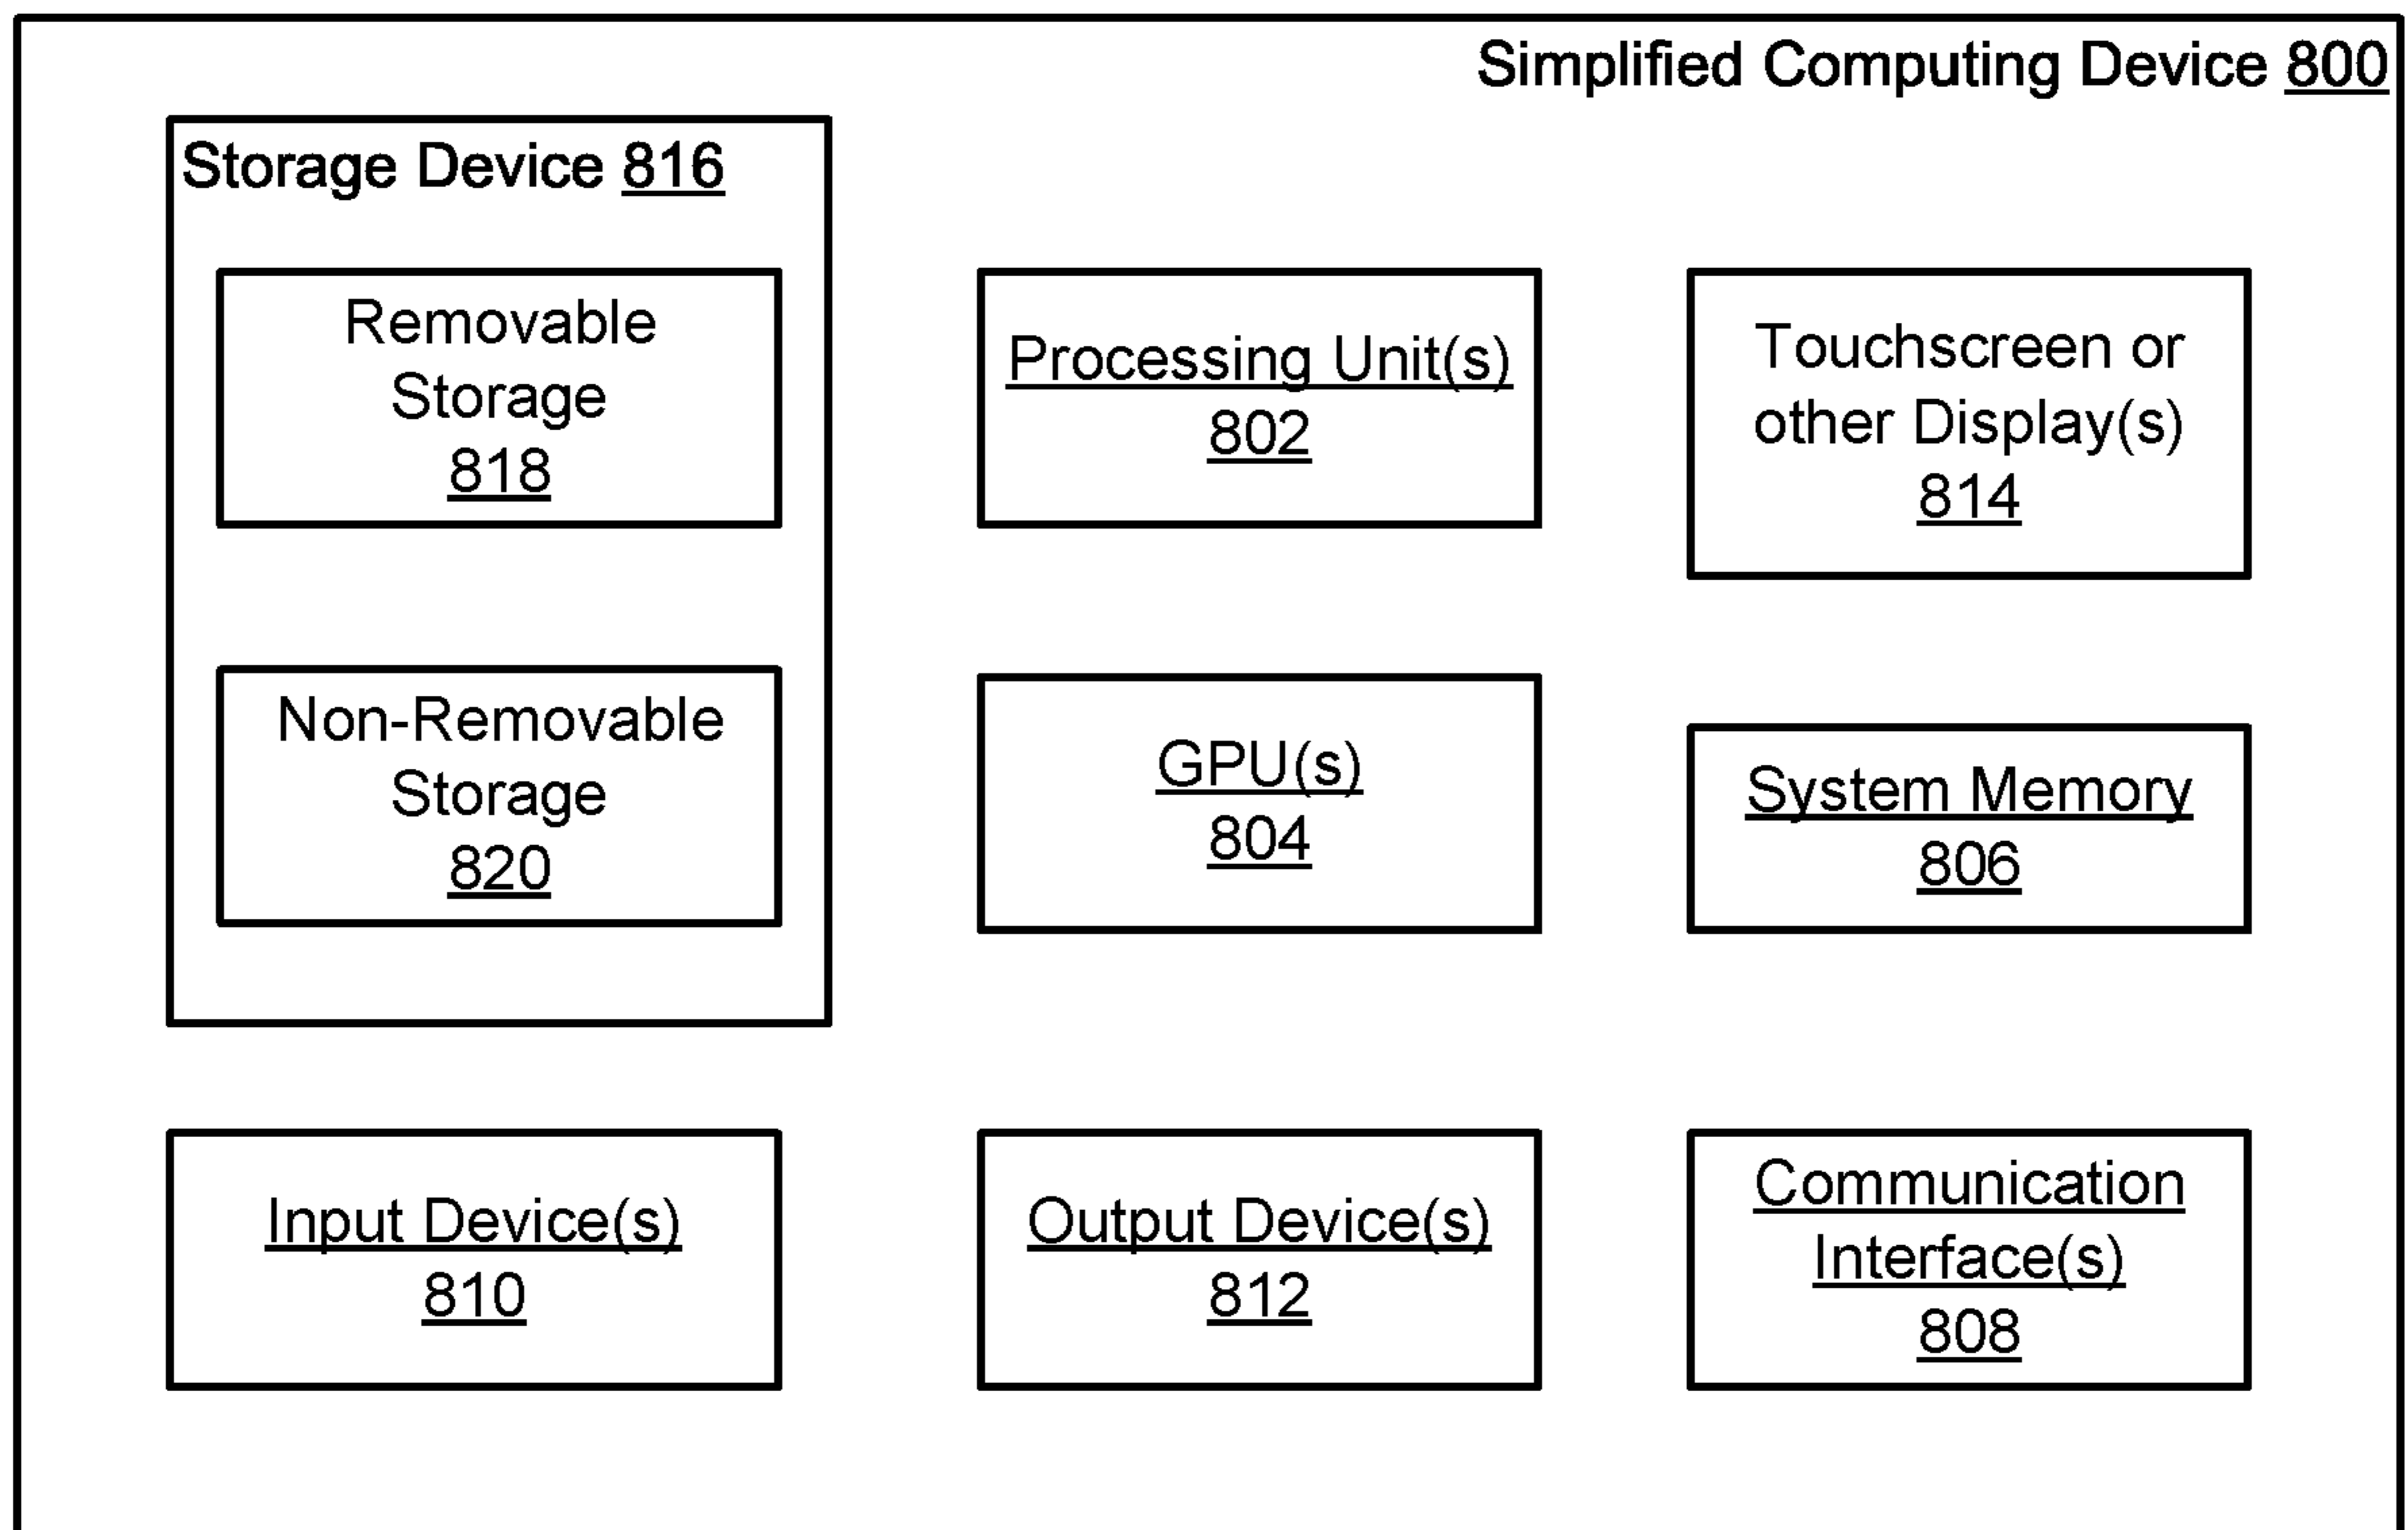 Simplified Computing Device 800
Storage Device 816
Removable
Storage
818
Processing Unit(s)
802
Touchscreen or
other Display(s)
814
Non-Removable
Storage
820
GPU(s)
804
System Memory
806
Input Device(s)
810
Output Device(s)
812
Communication
Interface(s)
808